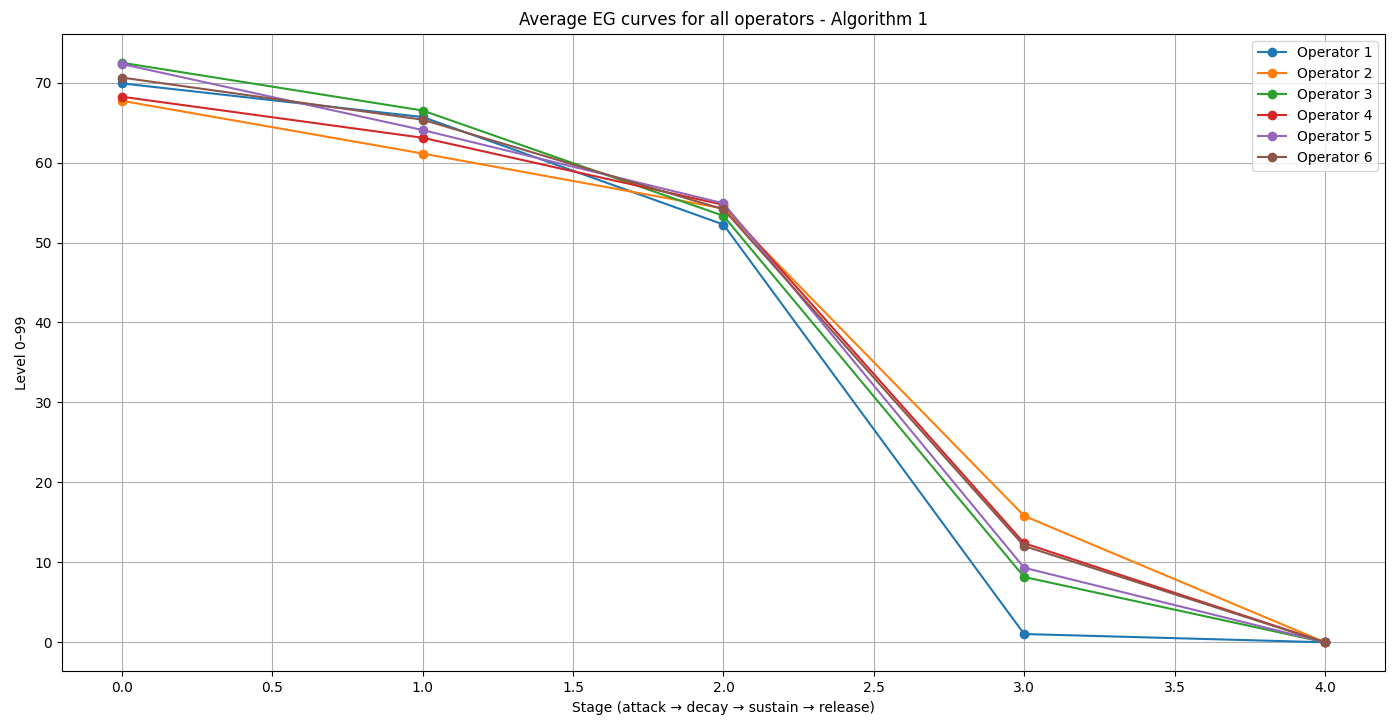 Average EG curves for all operators - Algorithm 1
Operator 1
Operator 2
Operator 3
Operator 4
Operator 5
Operator 6
Level 0–99
70
60
50
40
30
20
10
0
0.0 0.5 1.0 1.5 2.0 2.5 3.0 3.5 4.0
Stage (attack → decay → sustain → release)